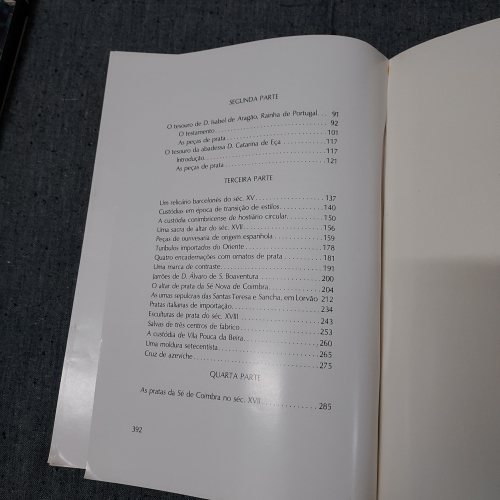 SEGUNDA PARTE
O tesouro de D. Isabel de Aragão, Rainha de Portugal... 91
O testamento 92
As peças de prata 101
O tesouro da abadessa D. Catarina de Eça 117
Introdução 117
As peças de prata 121
TERCEIRA PARTE
Um relicário barcelonês do séc. XV 137
Custódias em época de transição de estilos 140
A custódia conimbricense de hostiário circular 150
Uma sacra de altar do séc. XVII 156
Peças de ourivesaria de origem espanhola 159
Turíbulos importados do Oriente 178
Quatro encadernações com ornatos de prata 181
Uma marca de contraste 191
Jarrões de D. Álvaro de S. Boaventura 200
O altar de prata da Sé Nova de Coimbra 204
As urnas sepulcrais das Santas Teresa e Sancha, em Lorvão 212
Pratas italianas de importação 234
Esculturas de prata do séc. XVIII 243
Salvas de três centros de fabrico 253
A custódia de Vila Pouca da Beira 260
Uma moldura setecentista 265
Cruz de azeviche 275
QUARTA PARTE
As pratas da Sé de Coimbra no séc. XVII 285
392